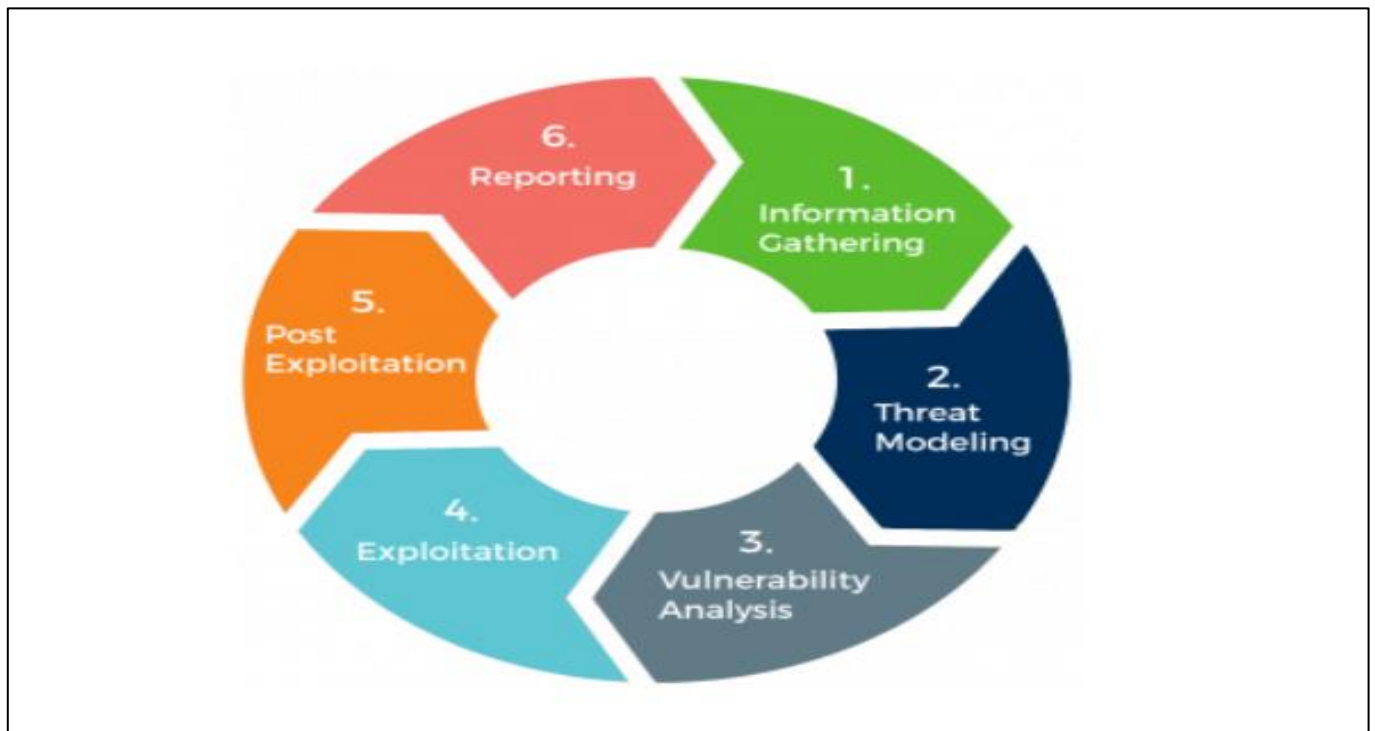 1.
Information
Gathering
2.
Threat
Modeling
3.
Vulnerability
Analysis
4.
Exploitation
5.
Post
Exploitation
6.
Reporting